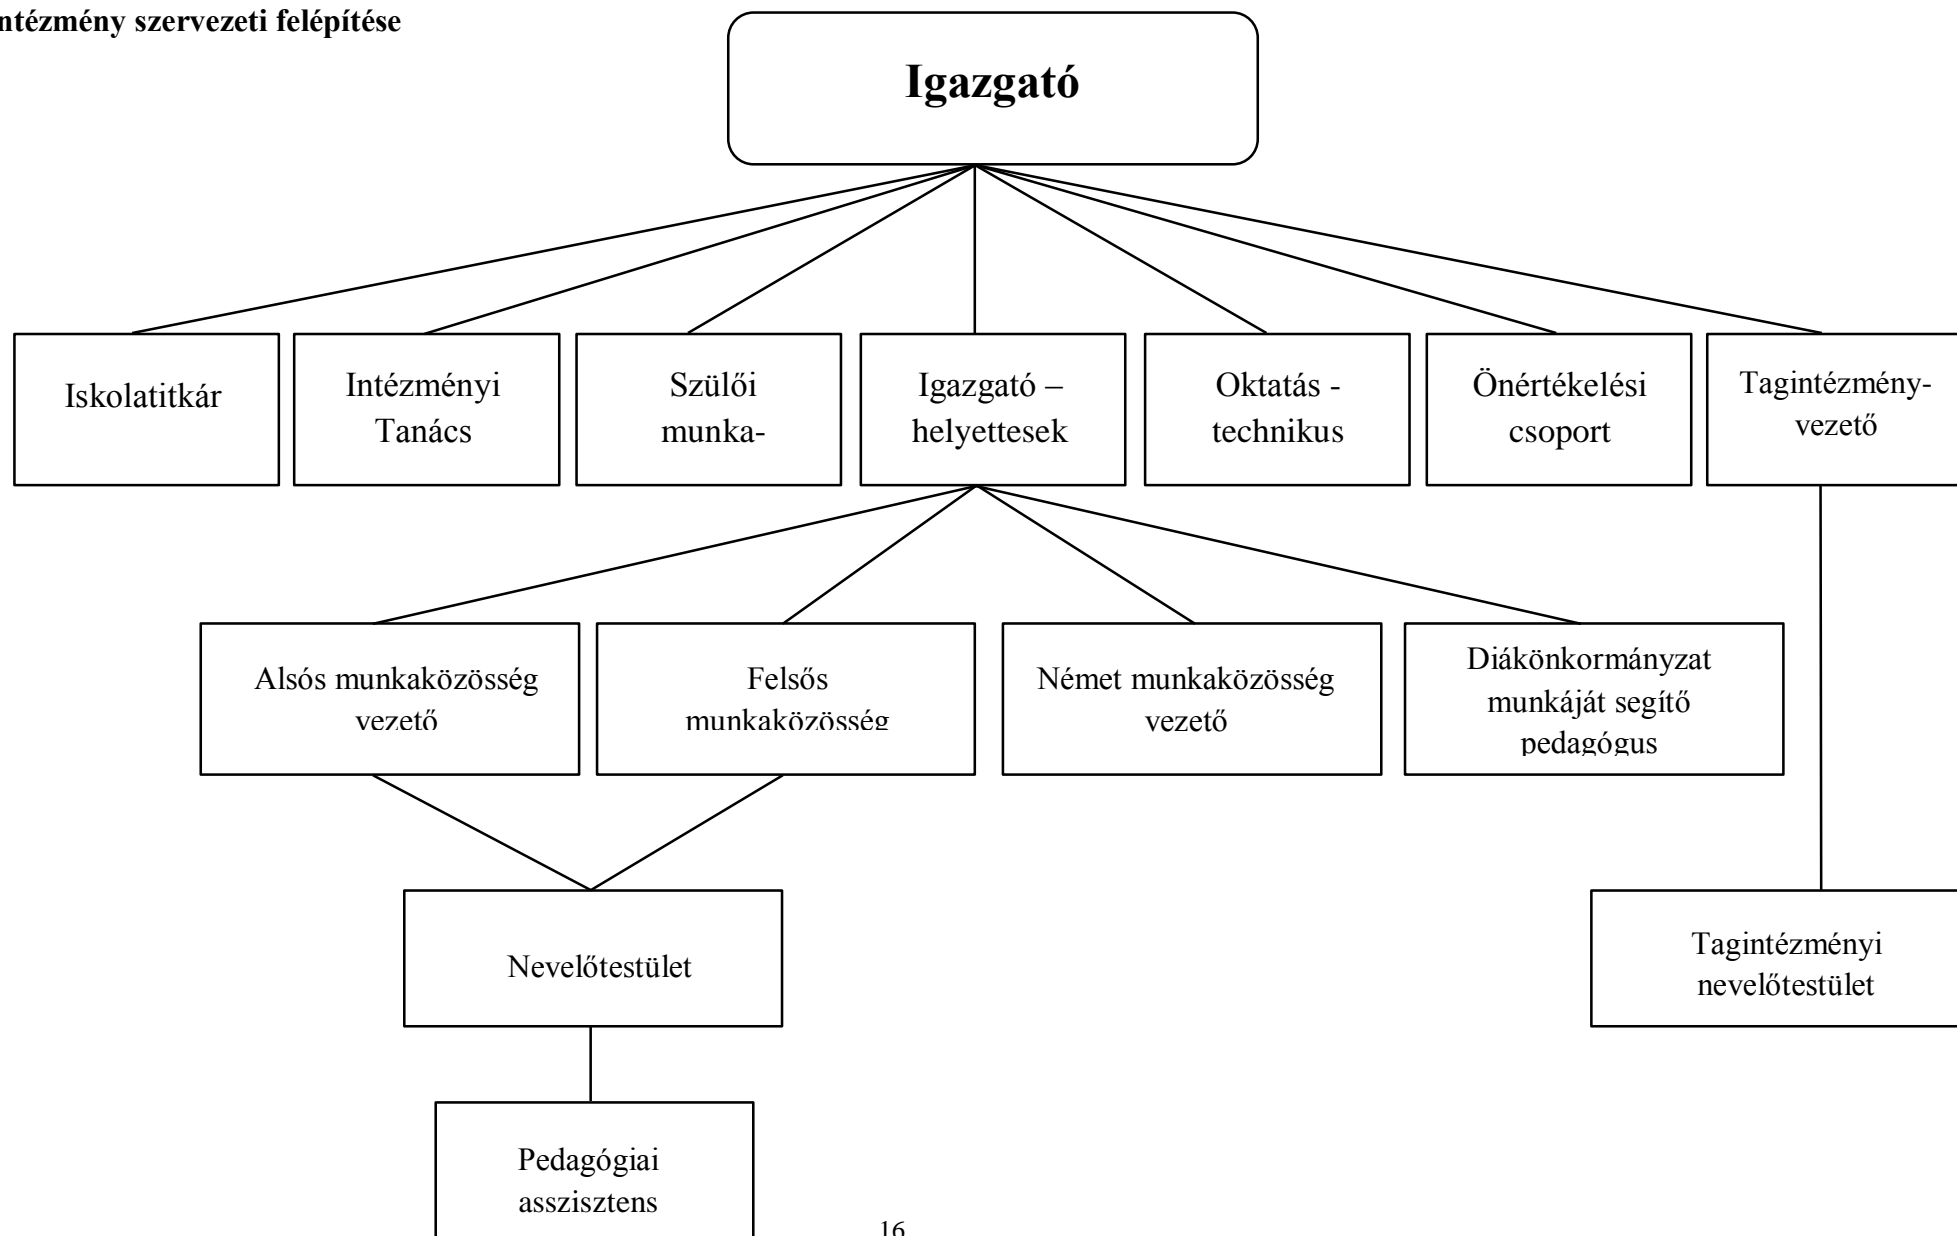 ntézmény szervezeti felépítése
Igazgató
Iskolatitkár
Intézményi
Tanács
Szülői
munka-
Igazgató –
helyettesek
Oktatás -
technikus
Önértékelési
csoport
Tagintézmény-
vezető
Alsós munkaközösség
vezető
Felsős
munkaközösség
Német munkaközösség
vezető
Diákönkormányzat
munkáját segítő
pedagógus
Nevelőtestület
Tagintézményi
nevelőtestület
Pedagógiai
asszisztens
16